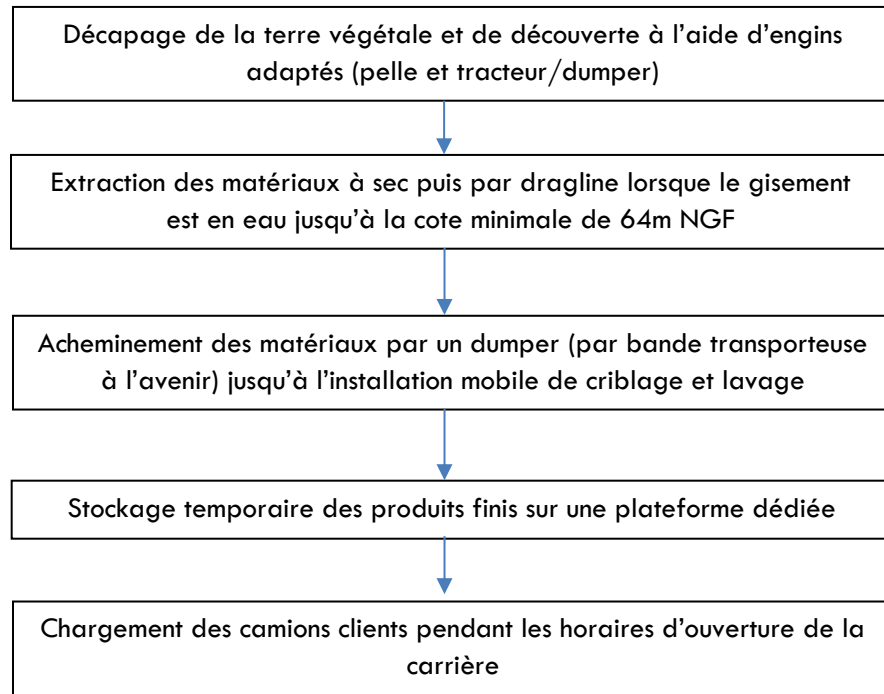 Décapage de la terre végétale et de découverte à l’aide d’engins
adaptés (pelle et tracteur/dumper)
Extraction des matériaux à sec puis par dragline lorsque le gisement
est en eau jusqu’à la cote minimale de 64m NGF
Acheminement des matériaux par un dumper (par bande transporteuse
à l’avenir) jusqu’à l’installation mobile de criblage et lavage
Stockage temporaire des produits finis sur une plateforme dédiée
Chargement des camions clients pendant les horaires d’ouverture de la
carrière